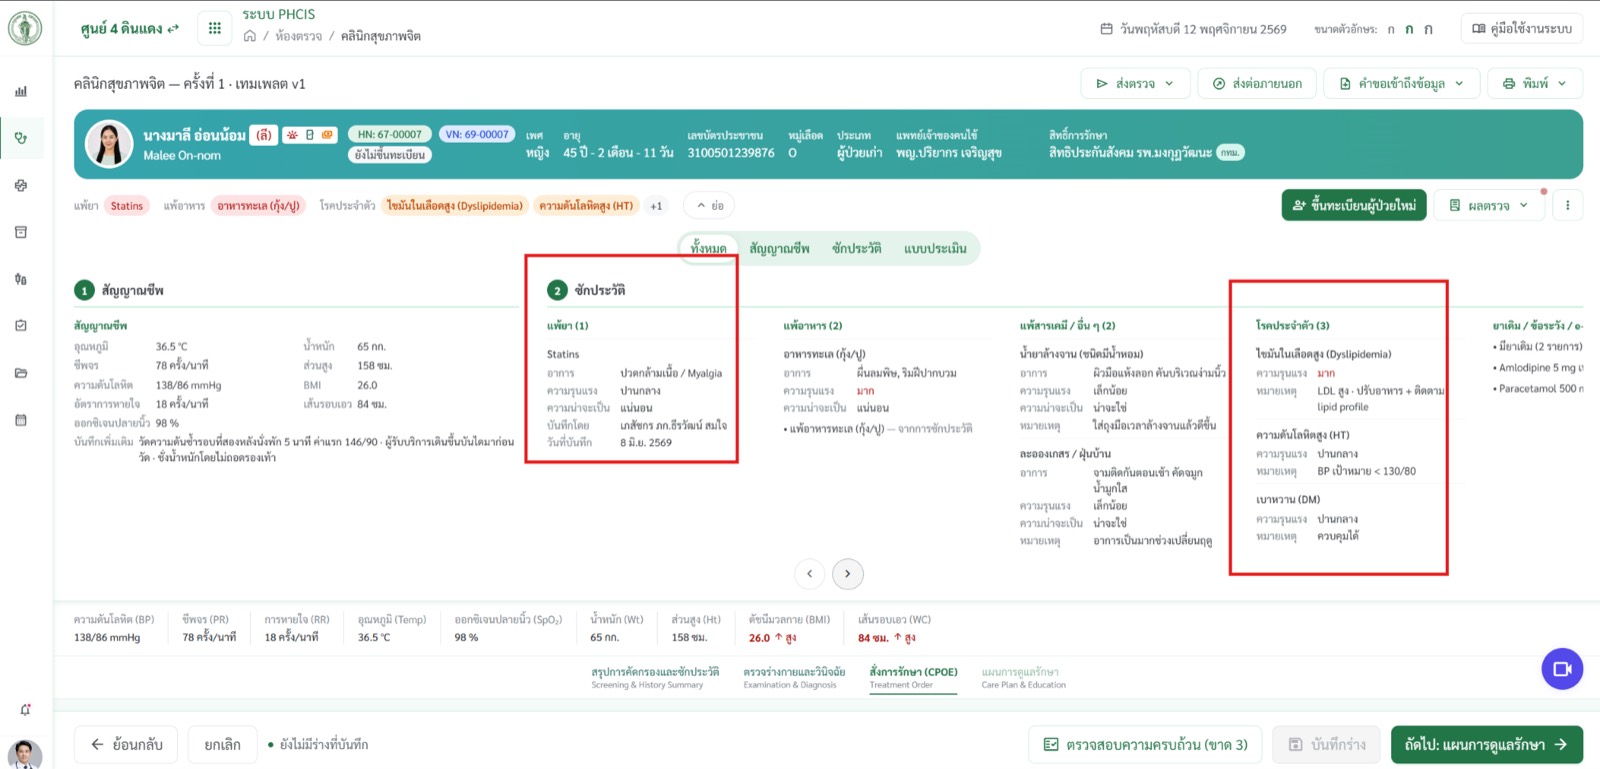 ศูนย์ 4 ดินแดง
ระบบ PHCIS
/ ห้องตรวจ / คลินิกสุขภาพจิต
วันพฤหัสบดี 12 พฤศจิกายน 2569
ขนาดตัวอักษร: ก ก ก
คู่มือใช้งานระบบ
คลินิกสุขภาพจิต — ครั้งที่ 1 · เทมเพลต v1
ส่งตรวจ
ส่งต่อภายนอก
คำขอเข้าถึงข้อมูล
พิมพ์
นางมาลี อ่อนน้อม (ลี)
Malee On-nom
HN: 67-00007
VN: 69-00007
ยังไม่ขึ้นทะเบียน
เพศ
หญิง
อายุ
45 ปี - 2 เดือน - 11 วัน
เลขบัตรประชาชน
3100501239876
หมู่เลือด
O
ประเภท
ผู้ป่วยเก่า
แพทย์เจ้าของคนไข้
พญ.ปริยากร เจริญสุข
สิทธิ์การรักษา
สิทธิประกันสังคม รพ.มงกุฎวัฒนะ กทม.
แพ้ยา Statins
แพ้อาหาร อาหารทะเล (กุ้ง/ปู)
โรคประจำตัว ไขมันในเลือดสูง (Dyslipidemia) ความดันโลหิตสูง (HT) +1
ย่อ
ขึ้นทะเบียนผู้ป่วยใหม่
ผลตรวจ
ทั้งหมด
สัญญาณชีพ
ซักประวัติ
แบบประเมิน
1 สัญญาณชีพ
สัญญาณชีพ
อุณหภูมิ 36.5 °C
น้ำหนัก 65 กก.
ชีพจร 78 ครั้ง/นาที
ส่วนสูง 158 ซม.
ความดันโลหิต 138/86 mmHg
BMI 26.0
อัตราการหายใจ 18 ครั้ง/นาที
เส้นรอบเอว 84 ซม.
ออกซิเจนปลายนิ้ว 98 %
บันทึกเพิ่มเติม วัดความดันซ้ำรอบที่สองหลังนั่งพัก 5 นาที ค่าแรก 146/90 · ผู้รับบริการเดินขึ้นบันไดมาก่อน
วัด · ชั่งน้ำหนักโดยไม่ถอดรองเท้า
2 ซักประวัติ
แพ้ยา (1)
Statins
อาการ ปวดกล้ามเนื้อ / Myalgia
ความรุนแรง ปานกลาง
ความน่าจะเป็น แน่นอน
บันทึกโดย เภสัชกร ภก.ธีรวัฒน์ สมใจ
วันที่บันทึก 8 มิ.ย. 2569
แพ้อาหาร (2)
อาหารทะเล (กุ้ง/ปู)
อาการ ผื่นลมพิษ, ริมฝีปากบวม
ความรุนแรง มาก
ความน่าจะเป็น แน่นอน
• แพ้อาหารทะเล (กุ้ง/ปู) — จากการซักประวัติ
แพ้สารเคมี / อื่น ๆ (2)
น้ำยาล้างจาน (ชนิดมีน้ำหอม)
อาการ ผิวมือแห้งลอก คันบริเวณง่ามนิ้ว
ความรุนแรง เล็กน้อย
ความน่าจะเป็น น่าจะใช่
หมายเหตุ ใส่ถุงมือเวลาล้างจานแล้วดีขึ้น
ละอองเกสร / ฝุ่นบ้าน
อาการ จามติดกันตอนเช้า คัดจมูก
น้ำมูกใส
ความรุนแรง เล็กน้อย
ความน่าจะเป็น น่าจะใช่
หมายเหตุ อาการเป็นมากช่วงเปลี่ยนฤดู
โรคประจำตัว (3)
ไขมันในเลือดสูง (Dyslipidemia)
ความรุนแรง มาก
หมายเหตุ LDL สูง · ปรับอาหาร + ติดตาม
lipid profile
ความดันโลหิตสูง (HT)
ความรุนแรง ปานกลาง
หมายเหตุ BP เป้าหมาย < 130/80
เบาหวาน (DM)
ความรุนแรง ปานกลาง
หมายเหตุ ควบคุมได้
ยาเดิม / ข้อระวัง / e-
• มียาเดิม (2 รายการ)
• Amlodipine 5 mg
• Paracetamol 500
ความดันโลหิต (BP)
138/86 mmHg
ชีพจร (PR)
78 ครั้ง/นาที
การหายใจ (RR)
18 ครั้ง/นาที
อุณหภูมิ (Temp)
36.5 °C
ออกซิเจนปลายนิ้ว (SpO₂)
98 %
น้ำหนัก (Wt)
65 กก.
ส่วนสูง (Ht)
158 ซม.
ดัชนีมวลกาย (BMI)
26.0 ↑ สูง
เส้นรอบเอว (WC)
84 ซม. ↑ สูง
สรุปการคัดกรองและซักประวัติ
Screening & History Summary
ตรวจร่างกายและวินิจฉัย
Examination & Diagnosis
สั่งการรักษา (CPOE)
Treatment Order
แผนการดูแลรักษา
Care Plan & Education
ย้อนกลับ
ยกเลิก
• ยังไม่มีร่างที่บันทึก
ตรวจสอบความครบถ้วน (ขาด 3)
บันทึกร่าง
ถัดไป: แผนการดูแลรักษา →